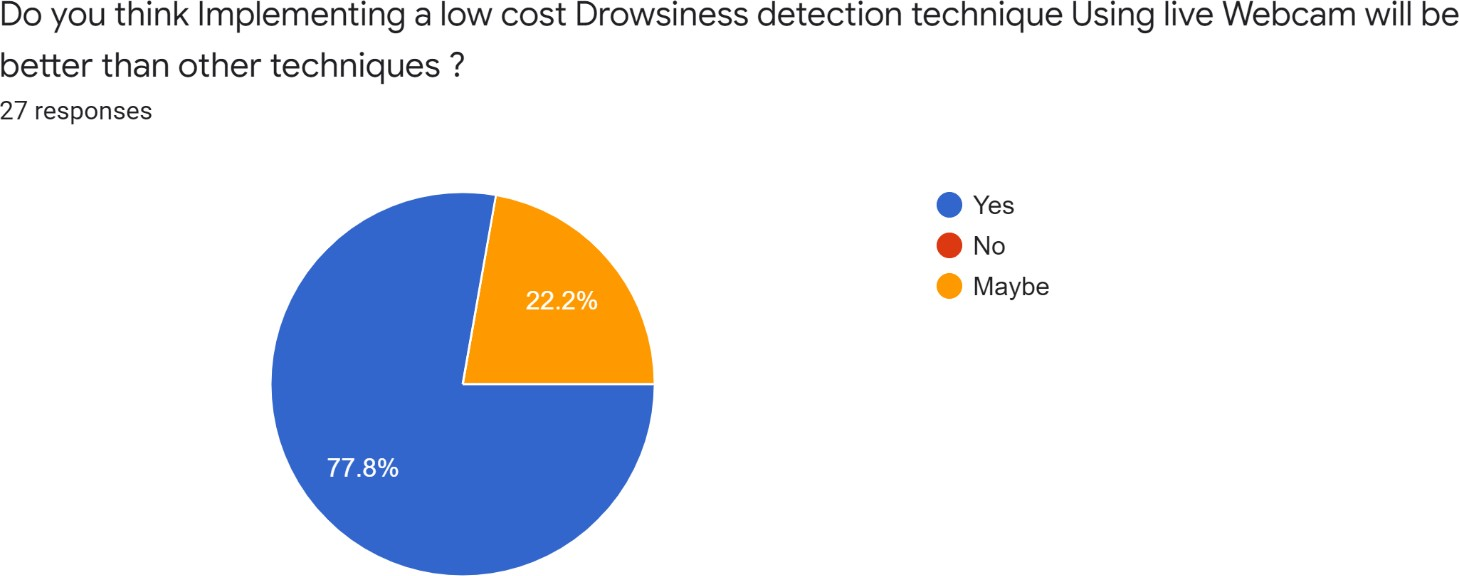 Do you think Implementing a low cost Drowsiness detection technique Using live Webcam will be
better than other techniques ?
27 responses
Yes
No
Maybe
22.2%
77.8%